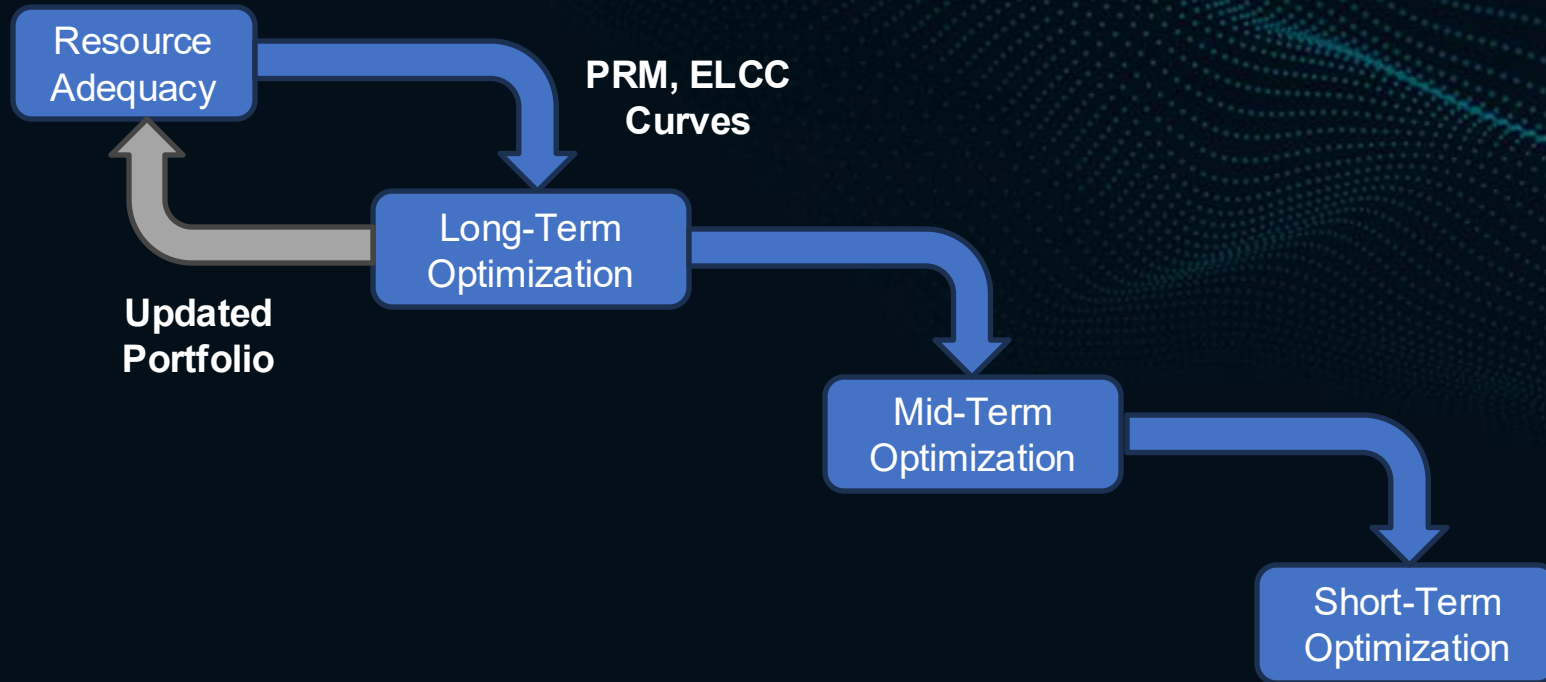 Resource
Adequacy
PRM, ELCC
Curves
Long-Term
Optimization
Updated
Portfolio
Mid-Term
Optimization
Short-Term
Optimization